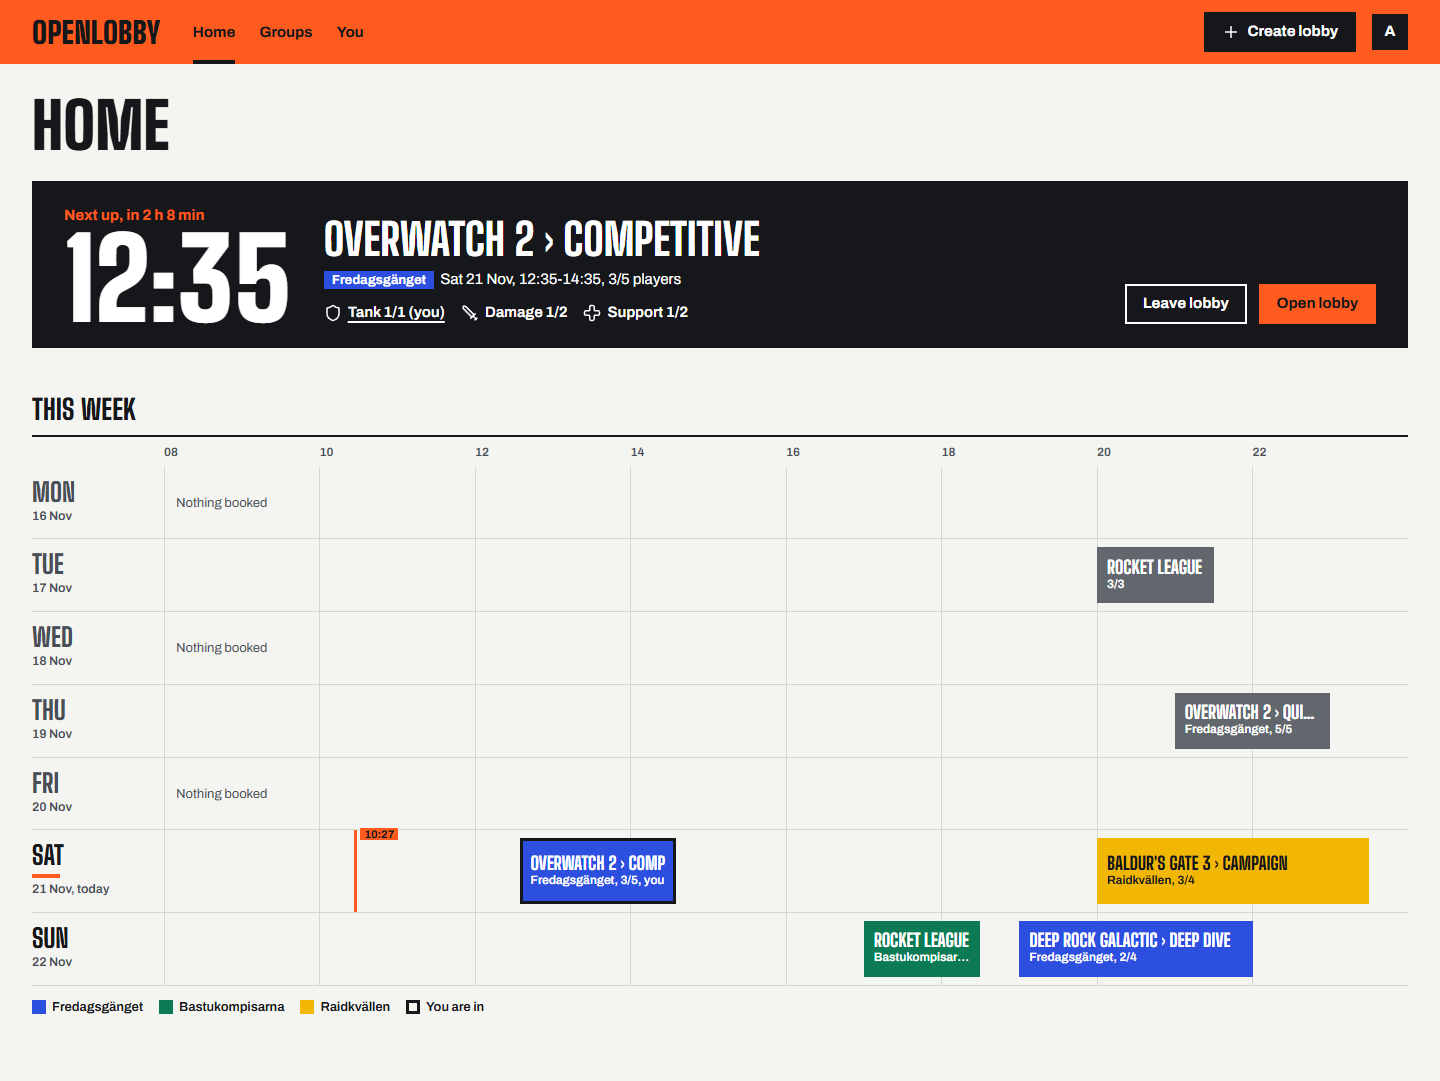 OPENLOBBY Home Groups You + Create lobby A
HOME
Next up, in 2 h 8 min
12:35
OVERWATCH 2 › COMPETITIVE
Fredagsgänget Sat 21 Nov, 12:35-14:35, 3/5 players
Tank 1/1 (you) Damage 1/2 Support 1/2
Leave lobby Open lobby
THIS WEEK
08 10 12 14 16 18 20 22
MON
16 Nov
Nothing booked
TUE
17 Nov
ROCKET LEAGUE
3/3
WED
18 Nov
Nothing booked
THU
19 Nov
OVERWATCH 2 › QUI...
Fredagsgänget, 5/5
FRI
20 Nov
Nothing booked
SAT
21 Nov, today
10:27
OVERWATCH 2 › COMP
Fredagsgänget, 3/5, you
BALDUR'S GATE 3 › CAMPAIGN
Raidkvällen, 3/4
SUN
22 Nov
ROCKET LEAGUE
Bastukompisar...
DEEP ROCK GALACTIC › DEEP DIVE
Fredagsgänget, 2/4
Fredagsgänget Bastukompisarna Raidkvällen You are in